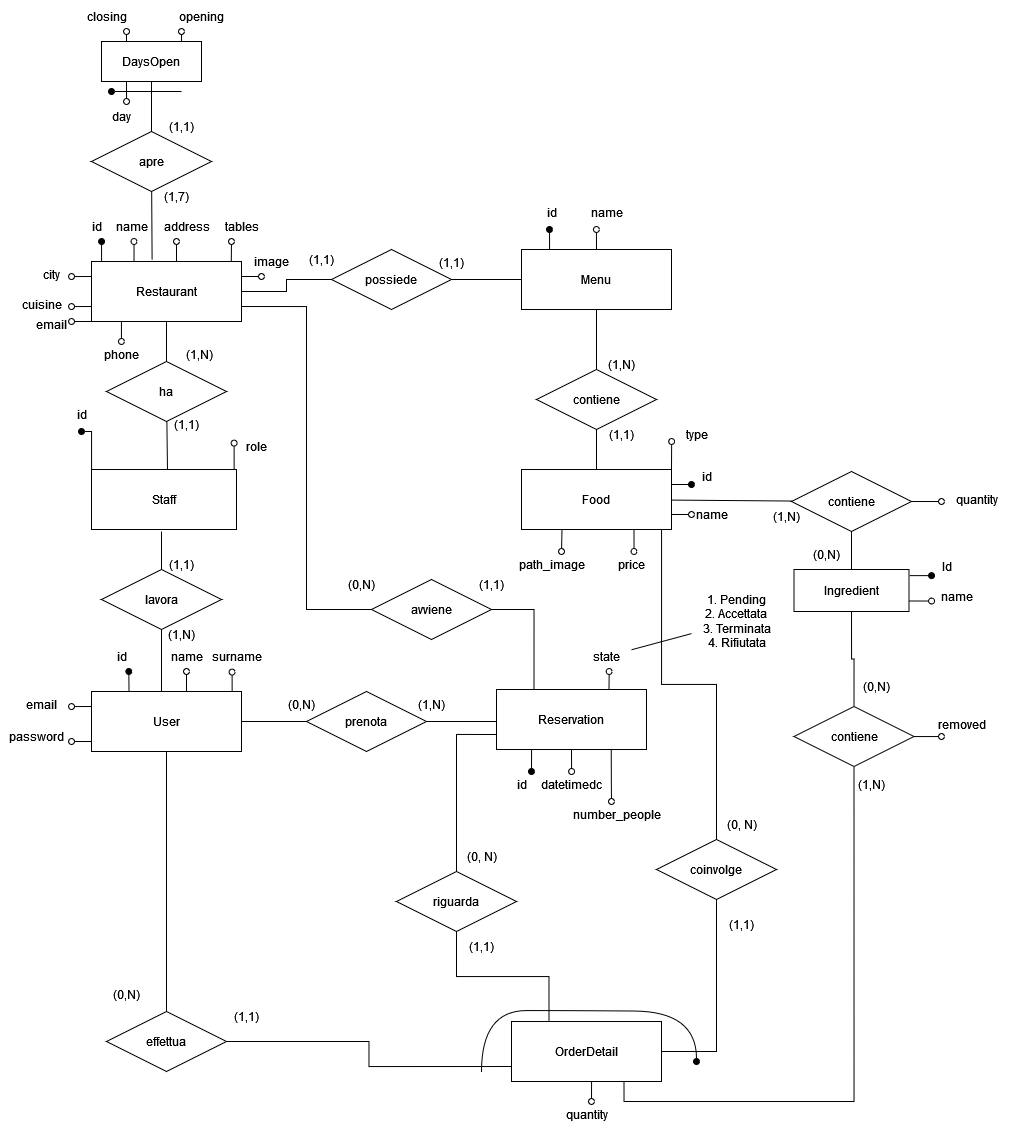 closing
opening
DaysOpen
day
(1,1)
apre
(1,7)
id
name
address
tables
city
image
cuisine
Restaurant
email
phone
(1,1)
possiede
(1,1)
id
name
Menu
(1,N)
ha
(1,1)
(1,N)
contiene
(1,1)
id
role
Staff
type
id
Food
name
path_image
price
(1,N)
contiene
quantity
(0,N)
Id
Ingredient
name
(1,1)
lavora
(1,N)
(0,N)
avviene
(1,1)
1. Pending
2. Accettata
3. Terminata
4. Rifiutata
state
id
name
surname
email
User
password
(0,N)
prenota
(1,N)
Reservation
id
datetimedc
number_people
(0,N)
contiene
removed
(1,N)
(0, N)
coinvolge
(1,1)
(0, N)
riguarda
(1,1)
(0,N)
effettua
(1,1)
OrderDetail
quantity